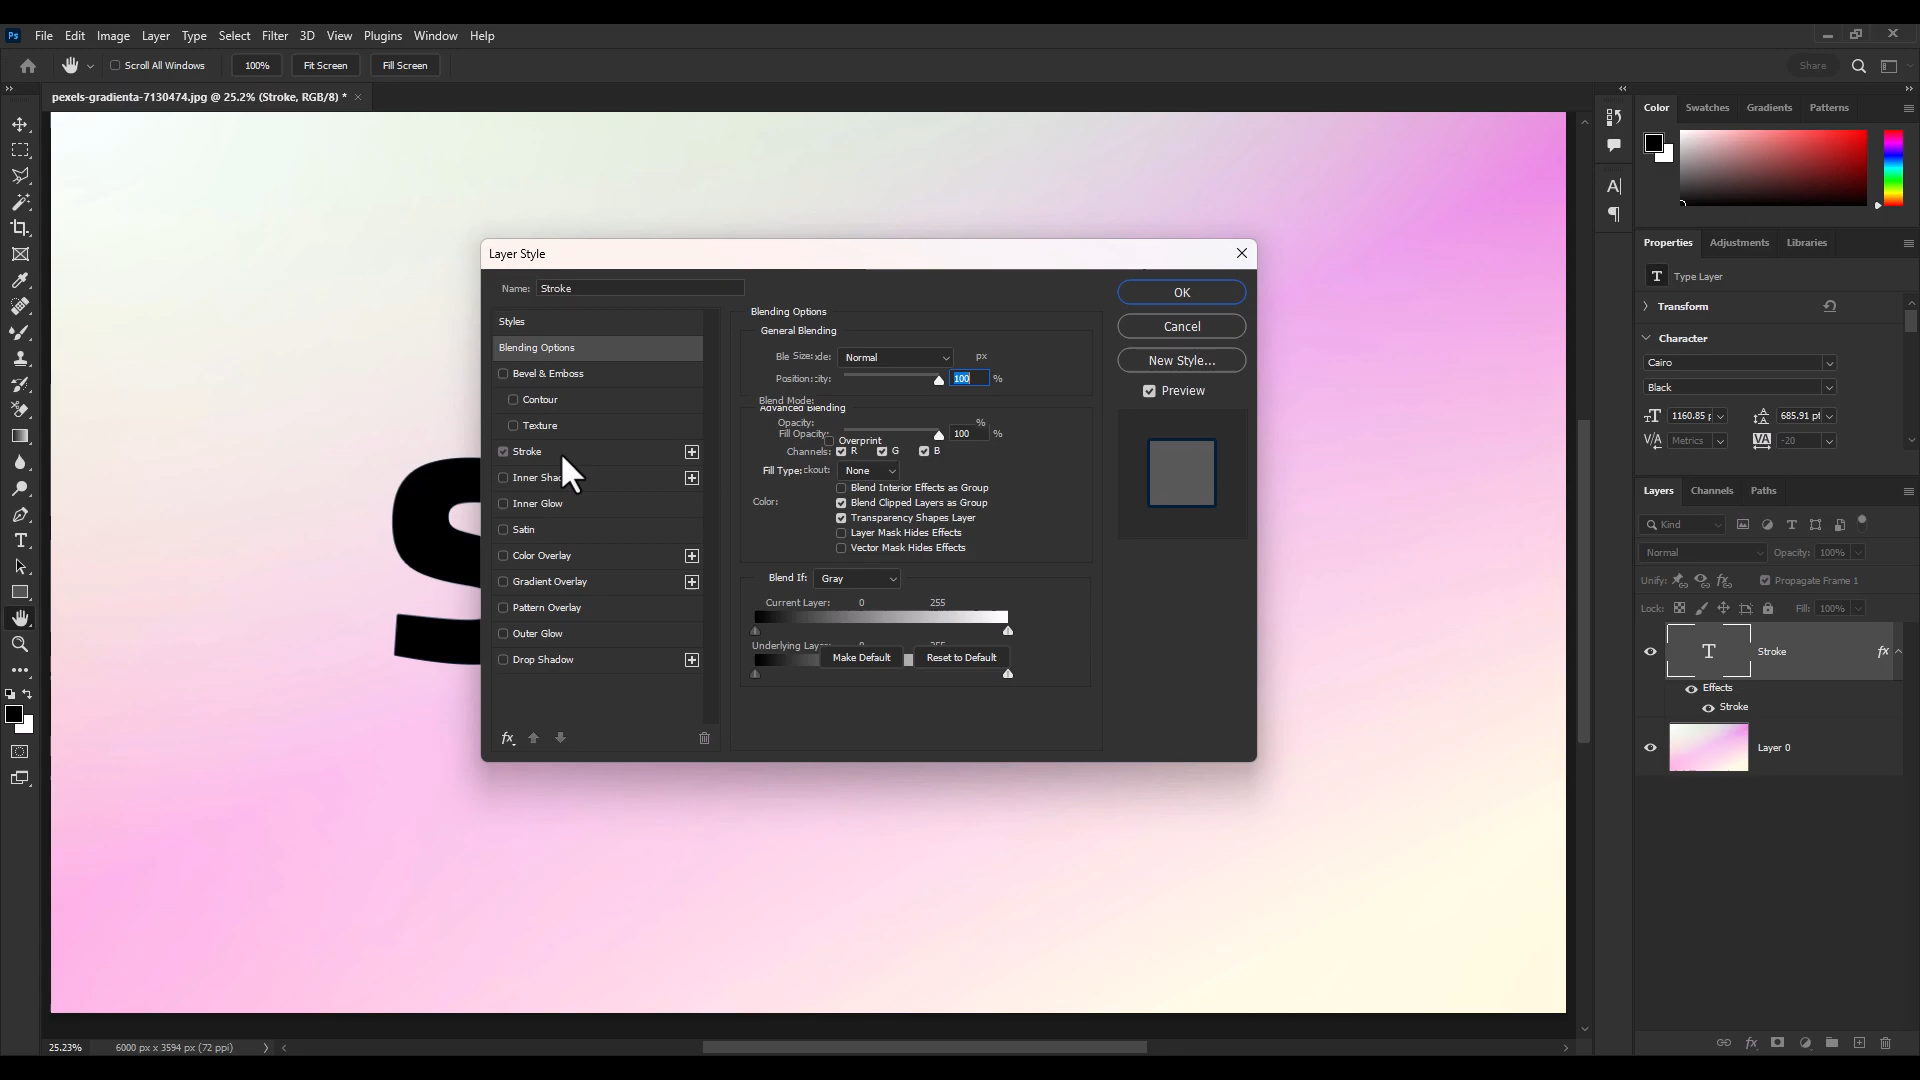 Ps File Edit Image Layer Type Select Filter 3D View Plugins Window Help
Scroll All Windows 100% Fit Screen Fill Screen Share
pexels-gradienta-7130474.jpg @ 25.2% (Stroke, RGB/8) *
Color Swatches Gradients Patterns
Properties Adjustments Libraries
T Type Layer
Transform
Character
Cairo
Black
1160.85 p 685.91 pt
Metrics -20
Layers Channels Paths
Kind
Normal Opacity: 100%
Unify: Propagate Frame 1
Lock: Fill: 100%
T Stroke fx
Effects
Stroke
Layer 0
Layer Style
Name: Stroke
Styles
Blending Options
Bevel & Emboss
Contour
Texture
Stroke
Inner Shad
Inner Glow
Satin
Color Overlay
Gradient Overlay
Pattern Overlay
Outer Glow
Drop Shadow
fx
Blending Options
General Blending
Ble Size: de: Normal px
Position: ity: 100 %
Blend Mode:
Advanced Blending
Opacity: %
Fill Opacity: 100 %
Overprint
Channels: R G B
Fill Type: ckout: None
Blend Interior Effects as Group
Color: Blend Clipped Layers as Group
Transparency Shapes Layer
Layer Mask Hides Effects
Vector Mask Hides Effects
Blend If: Gray
Current Layer: 0 255
Underlying Laye
Make Default Reset to Default
OK
Cancel
New Style...
Preview
S
25.23% 6000 px x 3594 px (72 ppi)